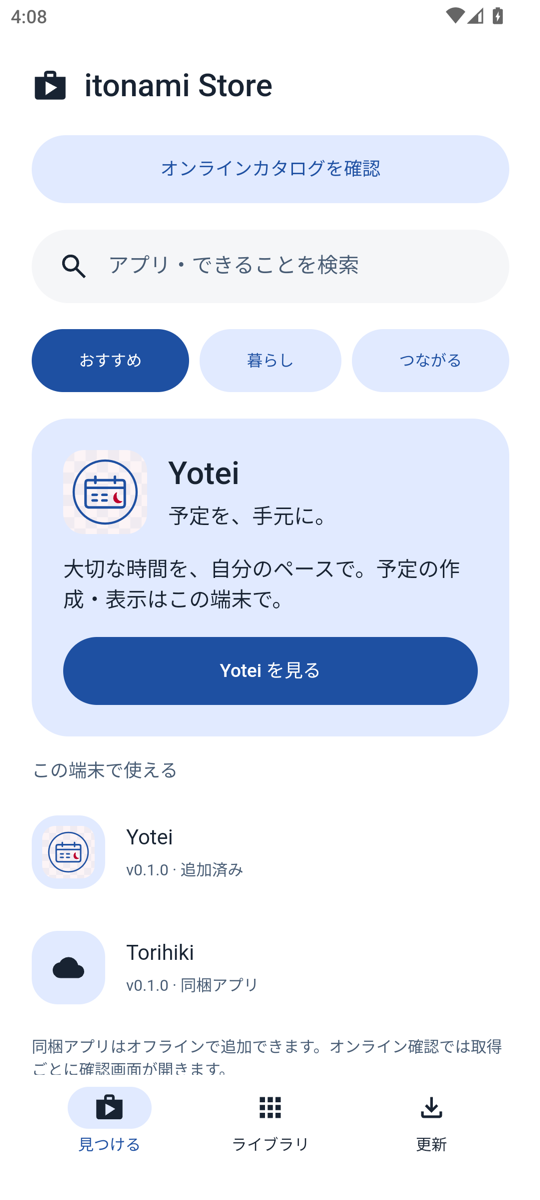 4:08
itonami Store
オンラインカタログを確認
アプリ・できることを検索
おすすめ
暮らし
つながる
Yotei
予定を、手元に。
大切な時間を、自分のペースで。予定の作
成・表示はこの端末で。
Yotei を見る
この端末で使える
Yotei
v0.1.0 · 追加済み
Torihiki
v0.1.0 · 同梱アプリ
同梱アプリはオフラインで追加できます。オンライン確認では取得
ごとに確認画面が開きます。
見つける
ライブラリ
更新